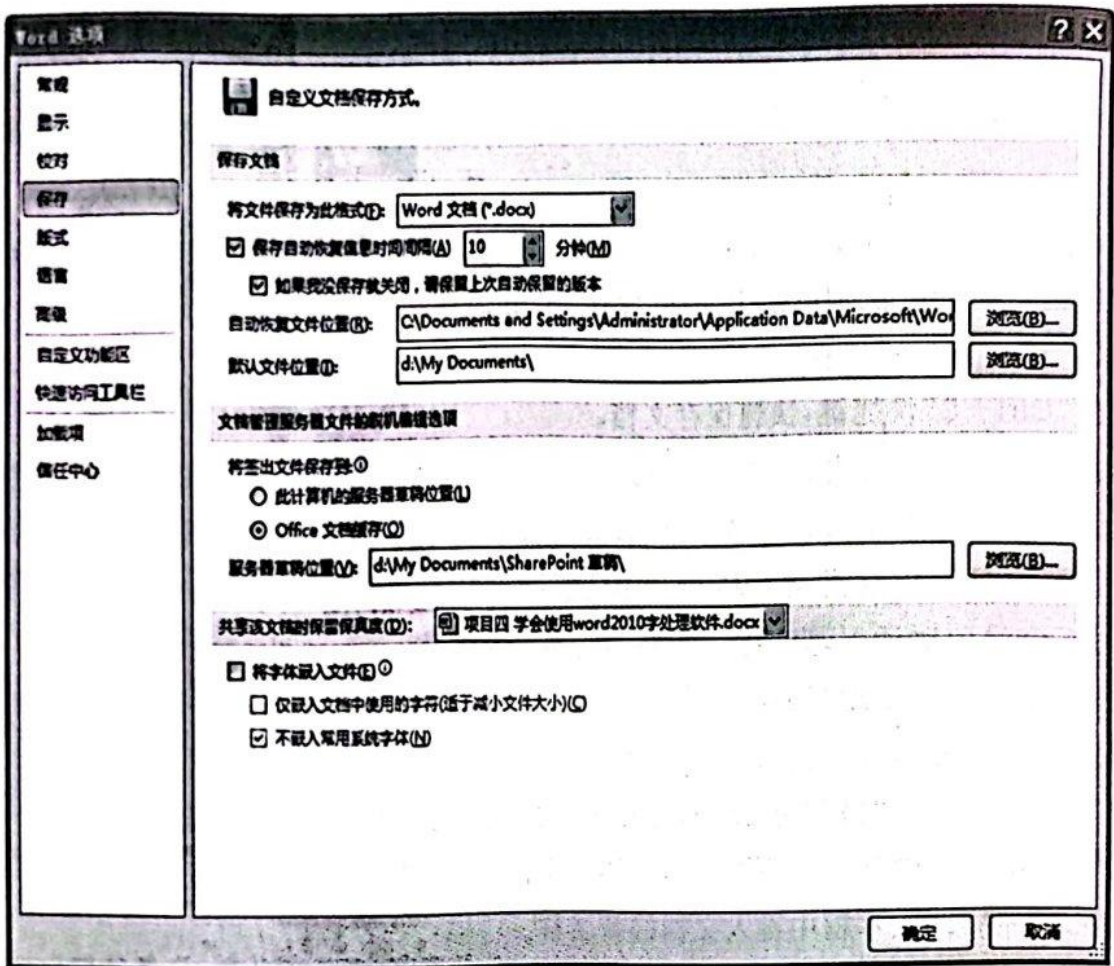 Word 选项
常规
显示
校对
保存
版式
语言
高级
自定义功能区
快速访问工具栏
加载项
信任中心
自定义文档保存方式。
保存文档
将文件保存为此格式(F): Word 文档 (*.docx)
保存自动恢复信息时间间隔(A) 10 分钟(M)
如果我没保存就关闭，请保留上次自动保留的版本
自动恢复文件位置(R): C:\Documents and Settings\Administrator\Application Data\Microsoft\Wor 浏览(B)...
默认文件位置(I): d:\My Documents\ 浏览(B)...
文档管理服务器文件的脱机编辑选项
将签出文件保存到:
此计算机的服务器草稿位置(L)
Office 文档缓存(O)
服务器草稿位置(V): d:\My Documents\SharePoint 草稿\ 浏览(B)...
共享该文档时保留保真度(D): 项目四 学会使用word2010字处理软件.docx
将字体嵌入文件(E)
仅嵌入文档中使用的字符(适于减小文件大小)(C)
不嵌入常用系统字体(N)
确定 取消